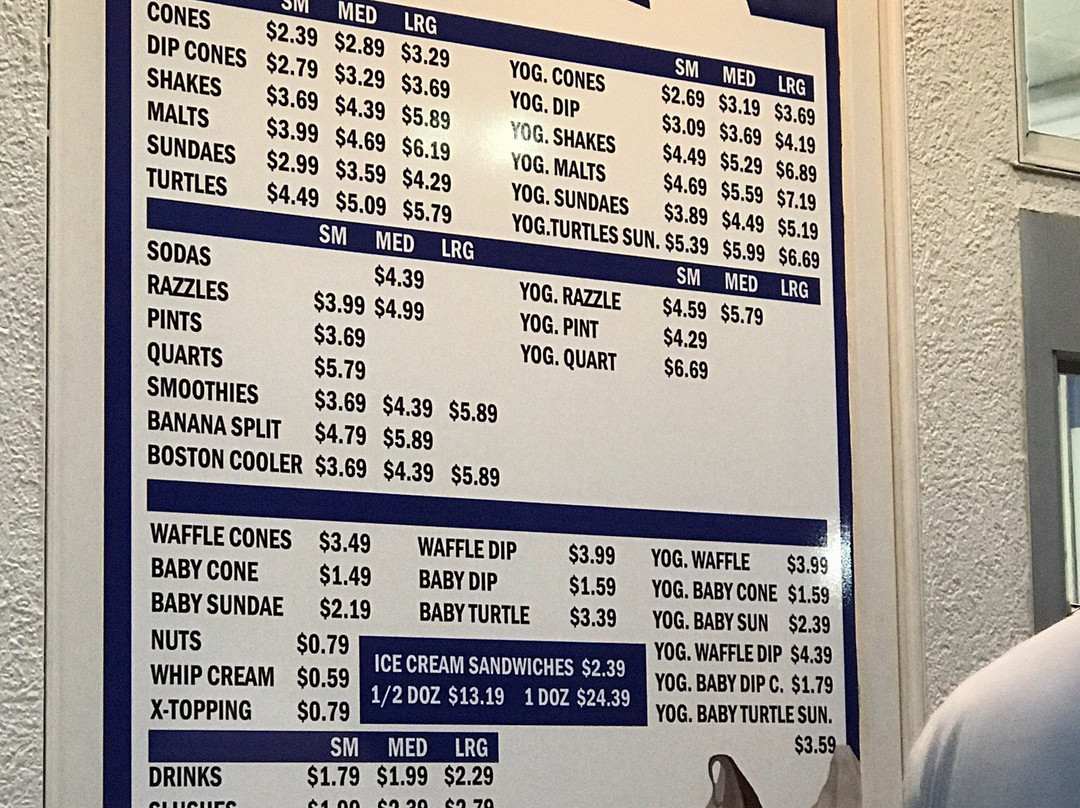 SM MED LRG
CONES $2.39 $2.89 $3.29
DIP CONES $2.79 $3.29 $3.69
SHAKES $3.69 $4.39 $5.89
MALTS $3.99 $4.69 $6.19
SUNDAES $2.99 $3.59 $4.29
TURTLES $4.49 $5.09 $5.79
SM MED LRG
YOG. CONES $2.69 $3.19 $3.69
YOG. DIP $3.09 $3.69 $4.19
YOG. SHAKES $4.49 $5.29 $6.89
YOG. MALTS $4.69 $5.59 $7.19
YOG. SUNDAES $3.89 $4.49 $5.19
YOG.TURTLES SUN. $5.39 $5.99 $6.69
SM MED LRG
SODAS $4.39
RAZZLES $3.99 $4.99
PINTS $3.69
QUARTS $5.79
SMOOTHIES $3.69 $4.39 $5.89
BANANA SPLIT $4.79 $5.89
BOSTON COOLER $3.69 $4.39 $5.89
SM MED LRG
YOG. RAZZLE $4.59 $5.79
YOG. PINT $4.29
YOG. QUART $6.69
WAFFLE CONES $3.49
BABY CONE $1.49
BABY SUNDAE $2.19
NUTS $0.79
WHIP CREAM $0.59
X-TOPPING $0.79
WAFFLE DIP $3.99
BABY DIP $1.59
BABY TURTLE $3.39
ICE CREAM SANDWICHES $2.39
1/2 DOZ $13.19 1 DOZ $24.39
YOG. WAFFLE $3.99
YOG. BABY CONE $1.59
YOG. BABY SUN $2.39
YOG. WAFFLE DIP $4.39
YOG. BABY DIP C. $1.79
YOG. BABY TURTLE SUN.
$3.59
SM MED LRG
DRINKS $1.79 $1.99 $2.29